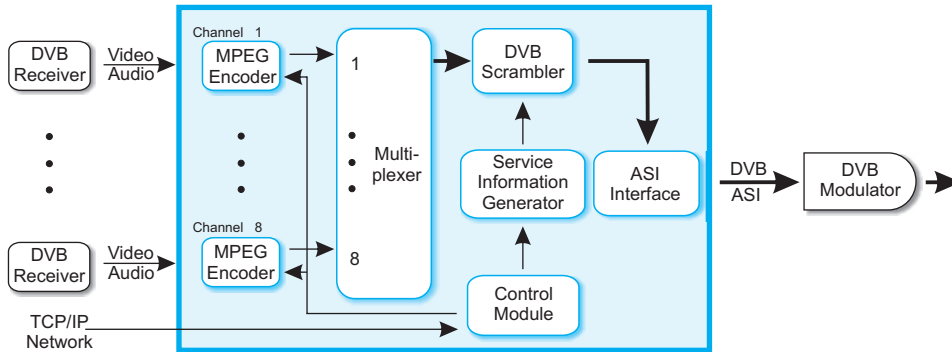 Channel 1
DVB
Receiver
Video
Audio
MPEG
Encoder
1
DVB
Scrambler
Multi-
plexer
Service
Information
Generator
ASI
Interface
DVB
ASI
DVB
Modulator
Channel 8
DVB
Receiver
Video
Audio
MPEG
Encoder
8
Control
Module
TCP/IP
Network